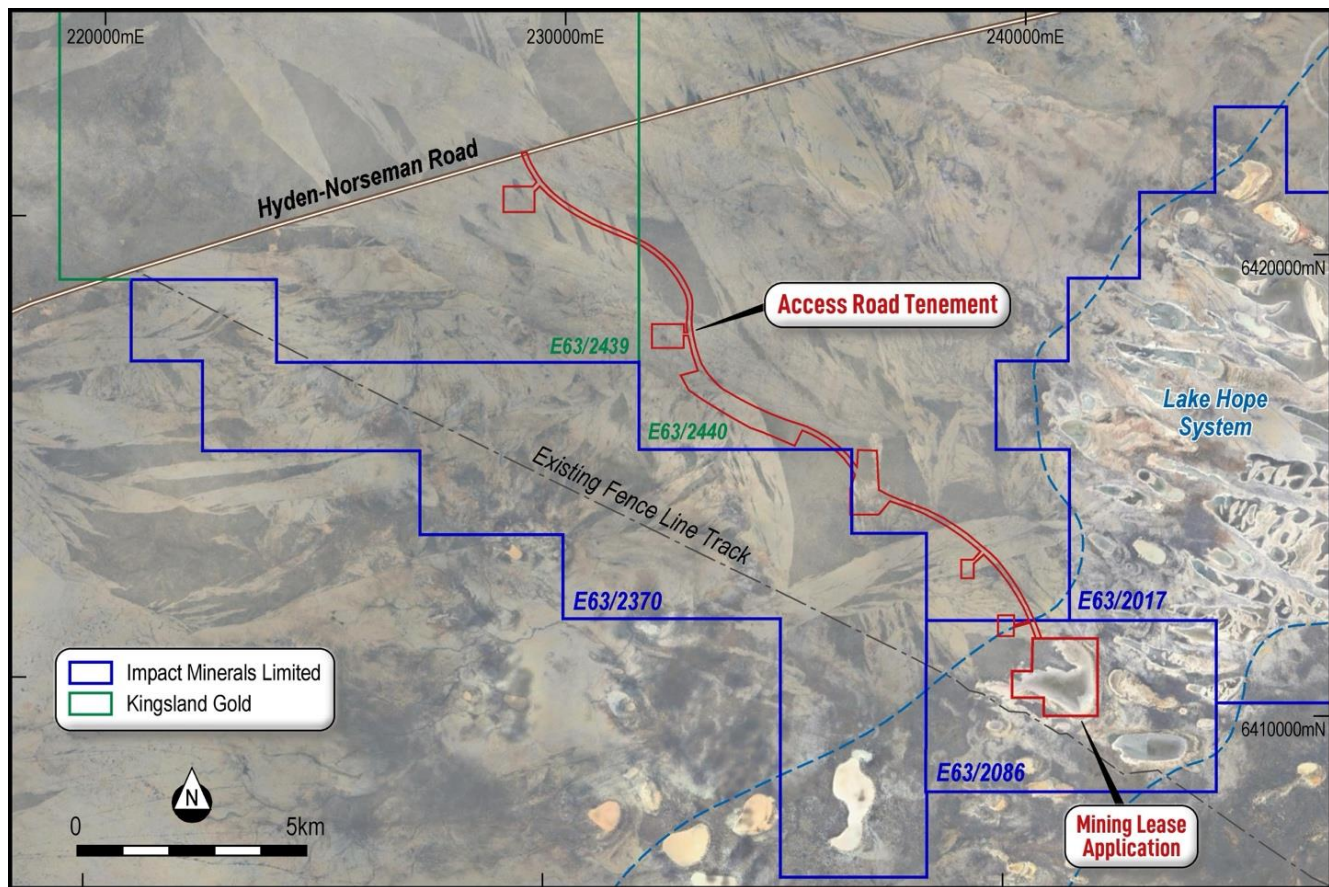 220000mE
230000mE
240000mE
Hyden-Norseman Road
6420000mN
Access Road Tenement
E63/2439
Lake Hope
System
E63/2440
Existing Fence Line Track
E63/2370
E63/2017
Impact Minerals Limited
Kingsland Gold
6410000mN
E63/2086
N
0
5km
Mining Lease
Application